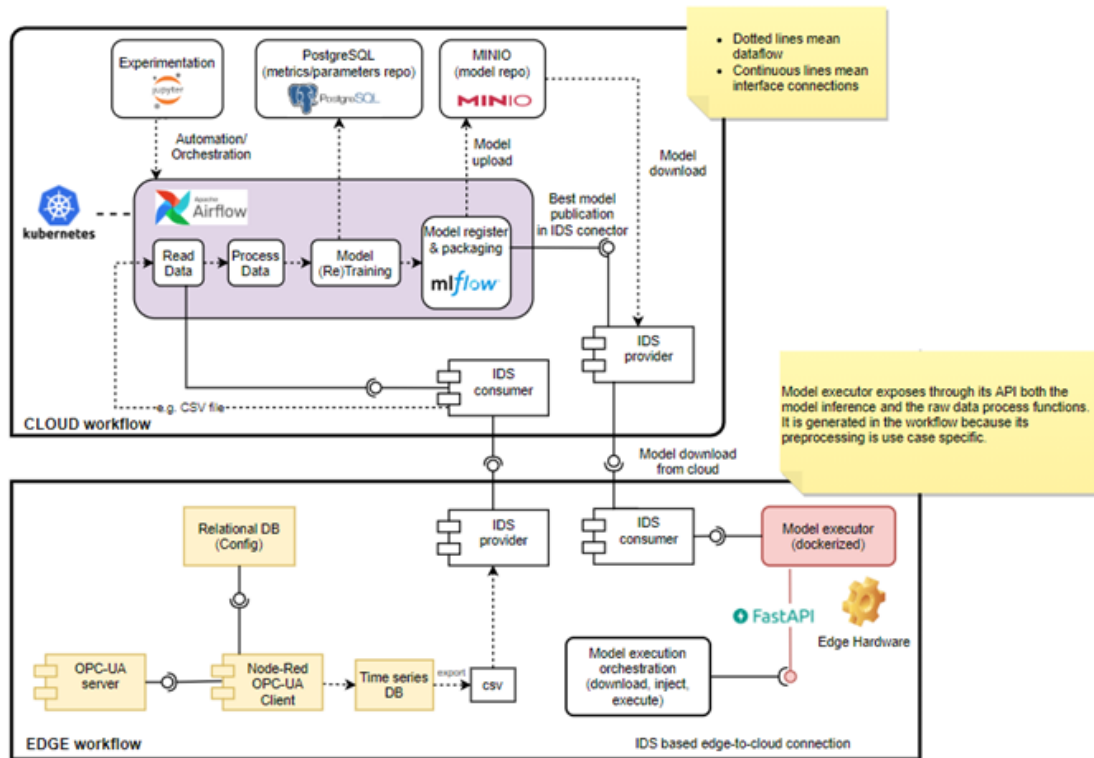 Experimentation
jupyter
PostgreSQL
(metrics/parameters repo)
PostgreSQL
MINIO
(model repo)
MINIO
• Dotted lines mean
dataflow
• Continuous lines mean
interface connections
Automation/
Orchestration
Model
upload
Model
download
kubernetes
Apache
Airflow
Best model
publication
in IDS conector
Read
Data
Process
Data
Model
(Re)Training
Model register
& packaging
mlflow
IDS
provider
IDS
consumer
e.g. CSV file
CLOUD workflow
Model executor exposes through its API both the
model inference and the raw data process functions.
It is generated in the workflow because its
preprocessing is use case specific.
Model download
from cloud
Relational DB
(Config)
IDS
provider
IDS
consumer
Model executor
(dockerized)
FastAPI
Edge Hardware
OPC-UA
server
Node-Red
OPC-UA
Client
Time series
DB
export
csv
Model execution
orchestration
(download, inject,
execute)
EDGE workflow
IDS based edge-to-cloud connection